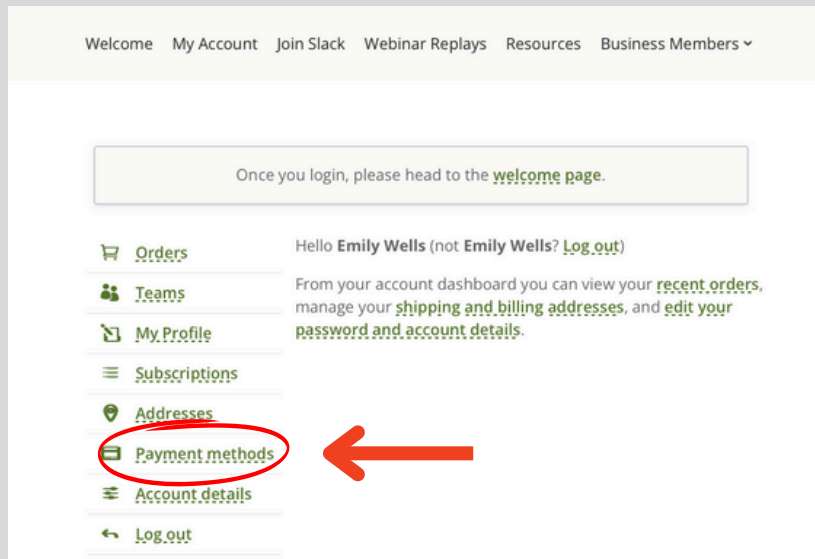 Welcome My Account Join Slack Webinar Replays Resources Business Members
Once you login, please head to the welcome page.
Orders
Teams
My Profile
Subscriptions
Addresses
Payment methods
Account details
Log out
Hello Emily Wells (not Emily Wells? Log out)
From your account dashboard you can view your recent orders,
manage your shipping and billing addresses, and edit your
password and account details.